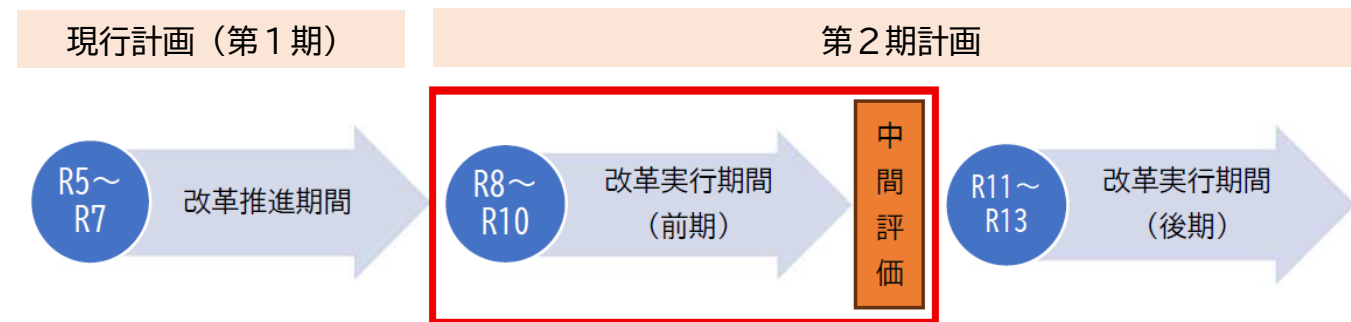 現行計画（第１期）
第２期計画
R5～
R7
改革推進期間
R8～
R10
改革実行期間
（前期）
中
間
評
価
R11～
R13
改革実行期間
（後期）